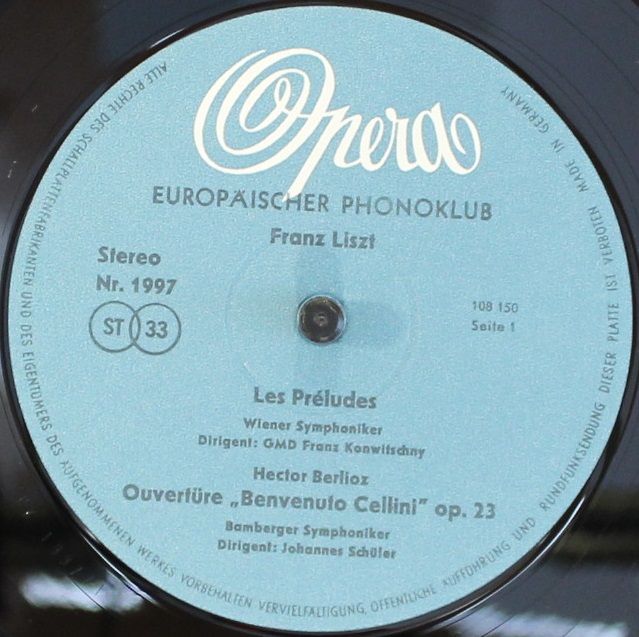 Opera
EUROPÄISCHER PHONOKLUB
Franz Liszt
Stereo
Nr. 1997
ST 33
108 150
Seite 1
Les Préludes
Wiener Symphoniker
Dirigent: GMD Franz Konwitschny
Hector Berlioz
Ouvertüre „Benvenuto Cellini” op. 23
Bamberger Symphoniker
Dirigent: Johannes Schüler
ALLE RECHTE DES SCHALLPLATTENFABRIKANTEN UND DES EIGENTÜMERS DES AUFGENOMMENEN WERKES VORBEHALTEN VERVIELFÄLTIGUNG, ÖFFENTLICHE AUFFÜHRUNG UND RUNDFUNKSENDUNG DIESER PLATTE IST VERBOTEN MADE IN GERMANY